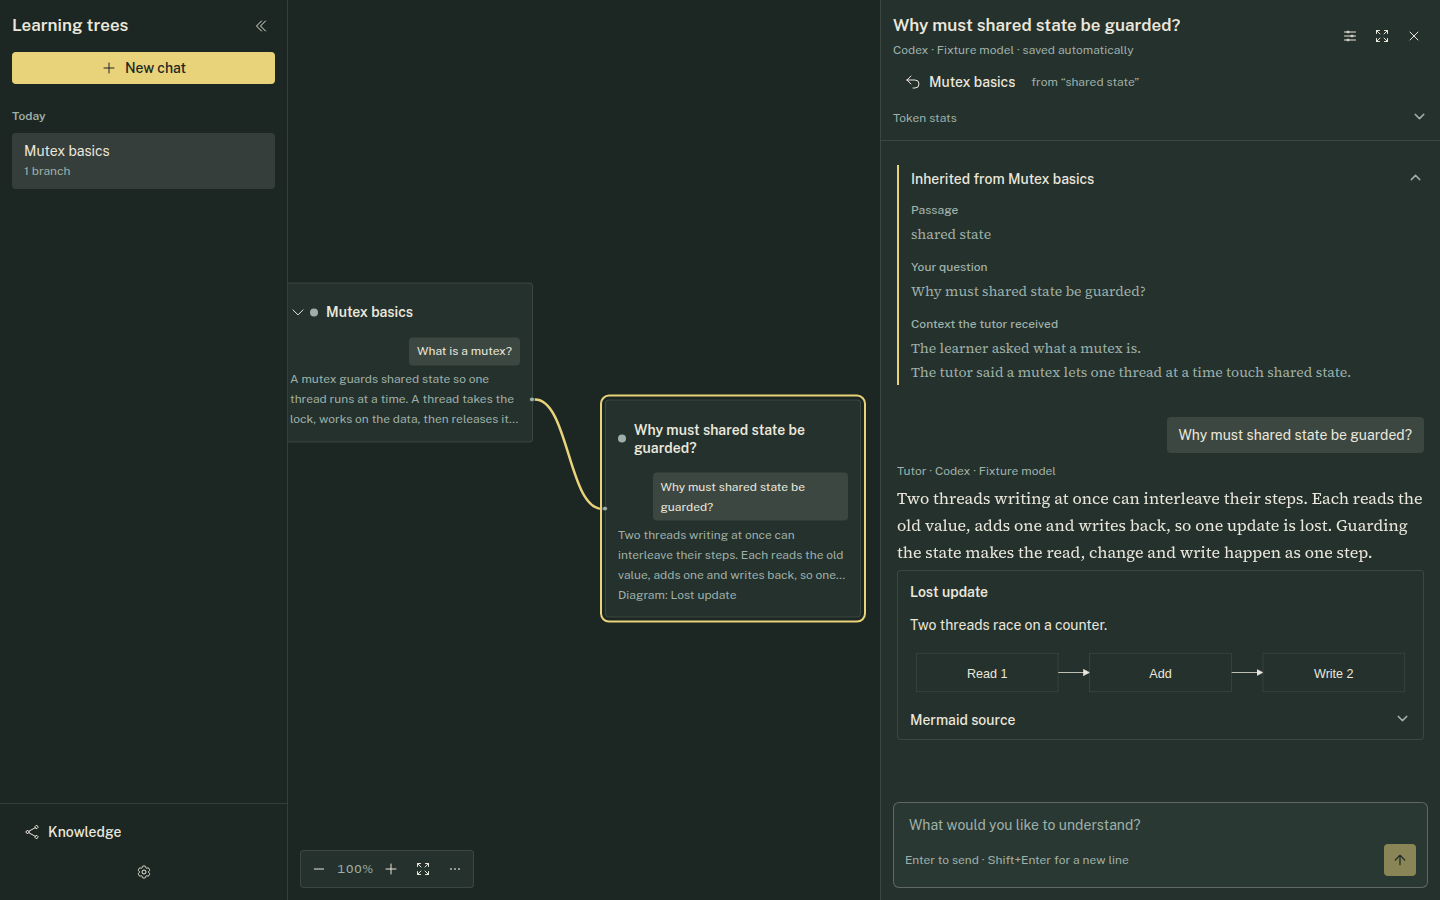 Learning trees
New chat
Today
Mutex basics
1 branch
Knowledge
Mutex basics
What is a mutex?
A mutex guards shared state so one
thread runs at a time. A thread takes the
lock, works on the data, then releases it...
Why must shared state be
guarded?
Why must shared state be
guarded?
Two threads writing at once can
interleave their steps. Each reads the old
value, adds one and writes back, so one...
Diagram: Lost update
100%
Why must shared state be guarded?
Codex · Fixture model · saved automatically
Mutex basics from “shared state”
Token stats
Inherited from Mutex basics
Passage
shared state
Your question
Why must shared state be guarded?
Context the tutor received
The learner asked what a mutex is.
The tutor said a mutex lets one thread at a time touch shared state.
Why must shared state be guarded?
Tutor · Codex · Fixture model
Two threads writing at once can interleave their steps. Each reads the
old value, adds one and writes back, so one update is lost. Guarding
the state makes the read, change and write happen as one step.
Lost update
Two threads race on a counter.
Read 1 Add Write 2
Mermaid source
What would you like to understand?
Enter to send · Shift+Enter for a new line